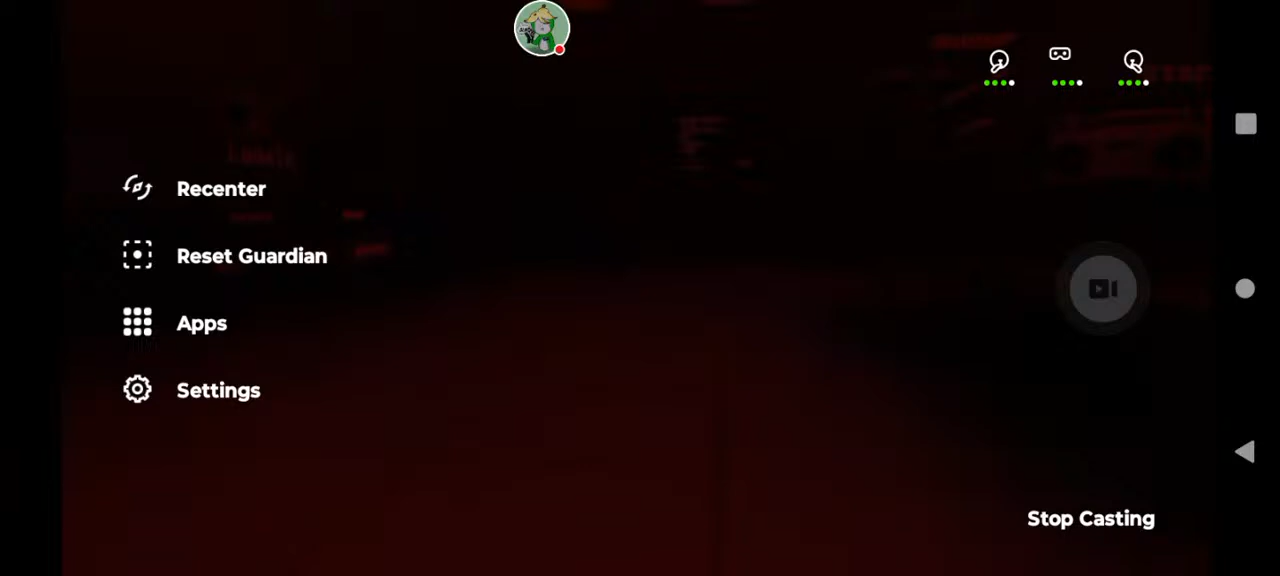 Recenter
Reset Guardian
Apps
Settings
Stop Casting